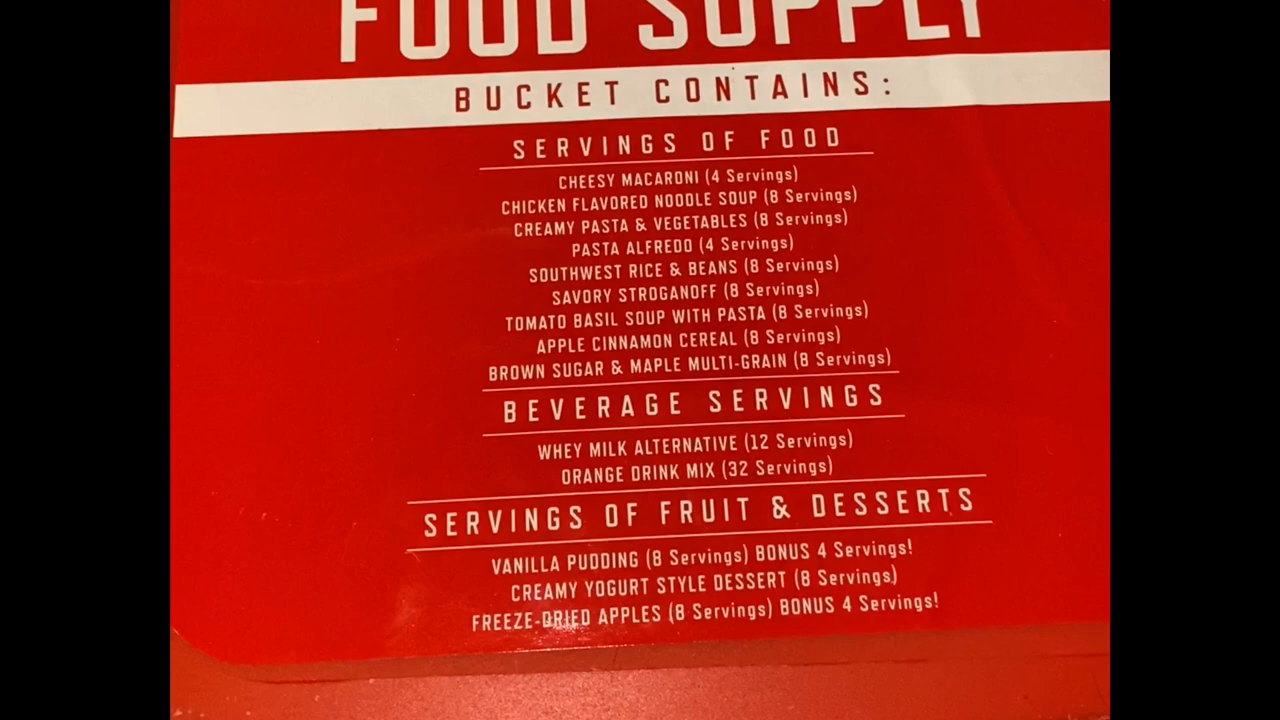 FOOD SUPPLY
BUCKET CONTAINS:
SERVINGS OF FOOD
CHEESY MACARONI (4 Servings)
CHICKEN FLAVORED NOODLE SOUP (8 Servings)
CREAMY PASTA & VEGETABLES (8 Servings)
PASTA ALFREDO (4 Servings)
SOUTHWEST RICE & BEANS (8 Servings)
SAVORY STROGANOFF (8 Servings)
TOMATO BASIL SOUP WITH PASTA (8 Servings)
APPLE CINNAMON CEREAL (8 Servings)
BROWN SUGAR & MAPLE MULTI-GRAIN (8 Servings)
BEVERAGE SERVINGS
WHEY MILK ALTERNATIVE (12 Servings)
ORANGE DRINK MIX (32 Servings)
SERVINGS OF FRUIT & DESSERTS
VANILLA PUDDING (8 Servings) BONUS 4 Servings!
CREAMY YOGURT STYLE DESSERT (8 Servings)
FREEZE-DRIED APPLES (8 Servings) BONUS 4 Servings!